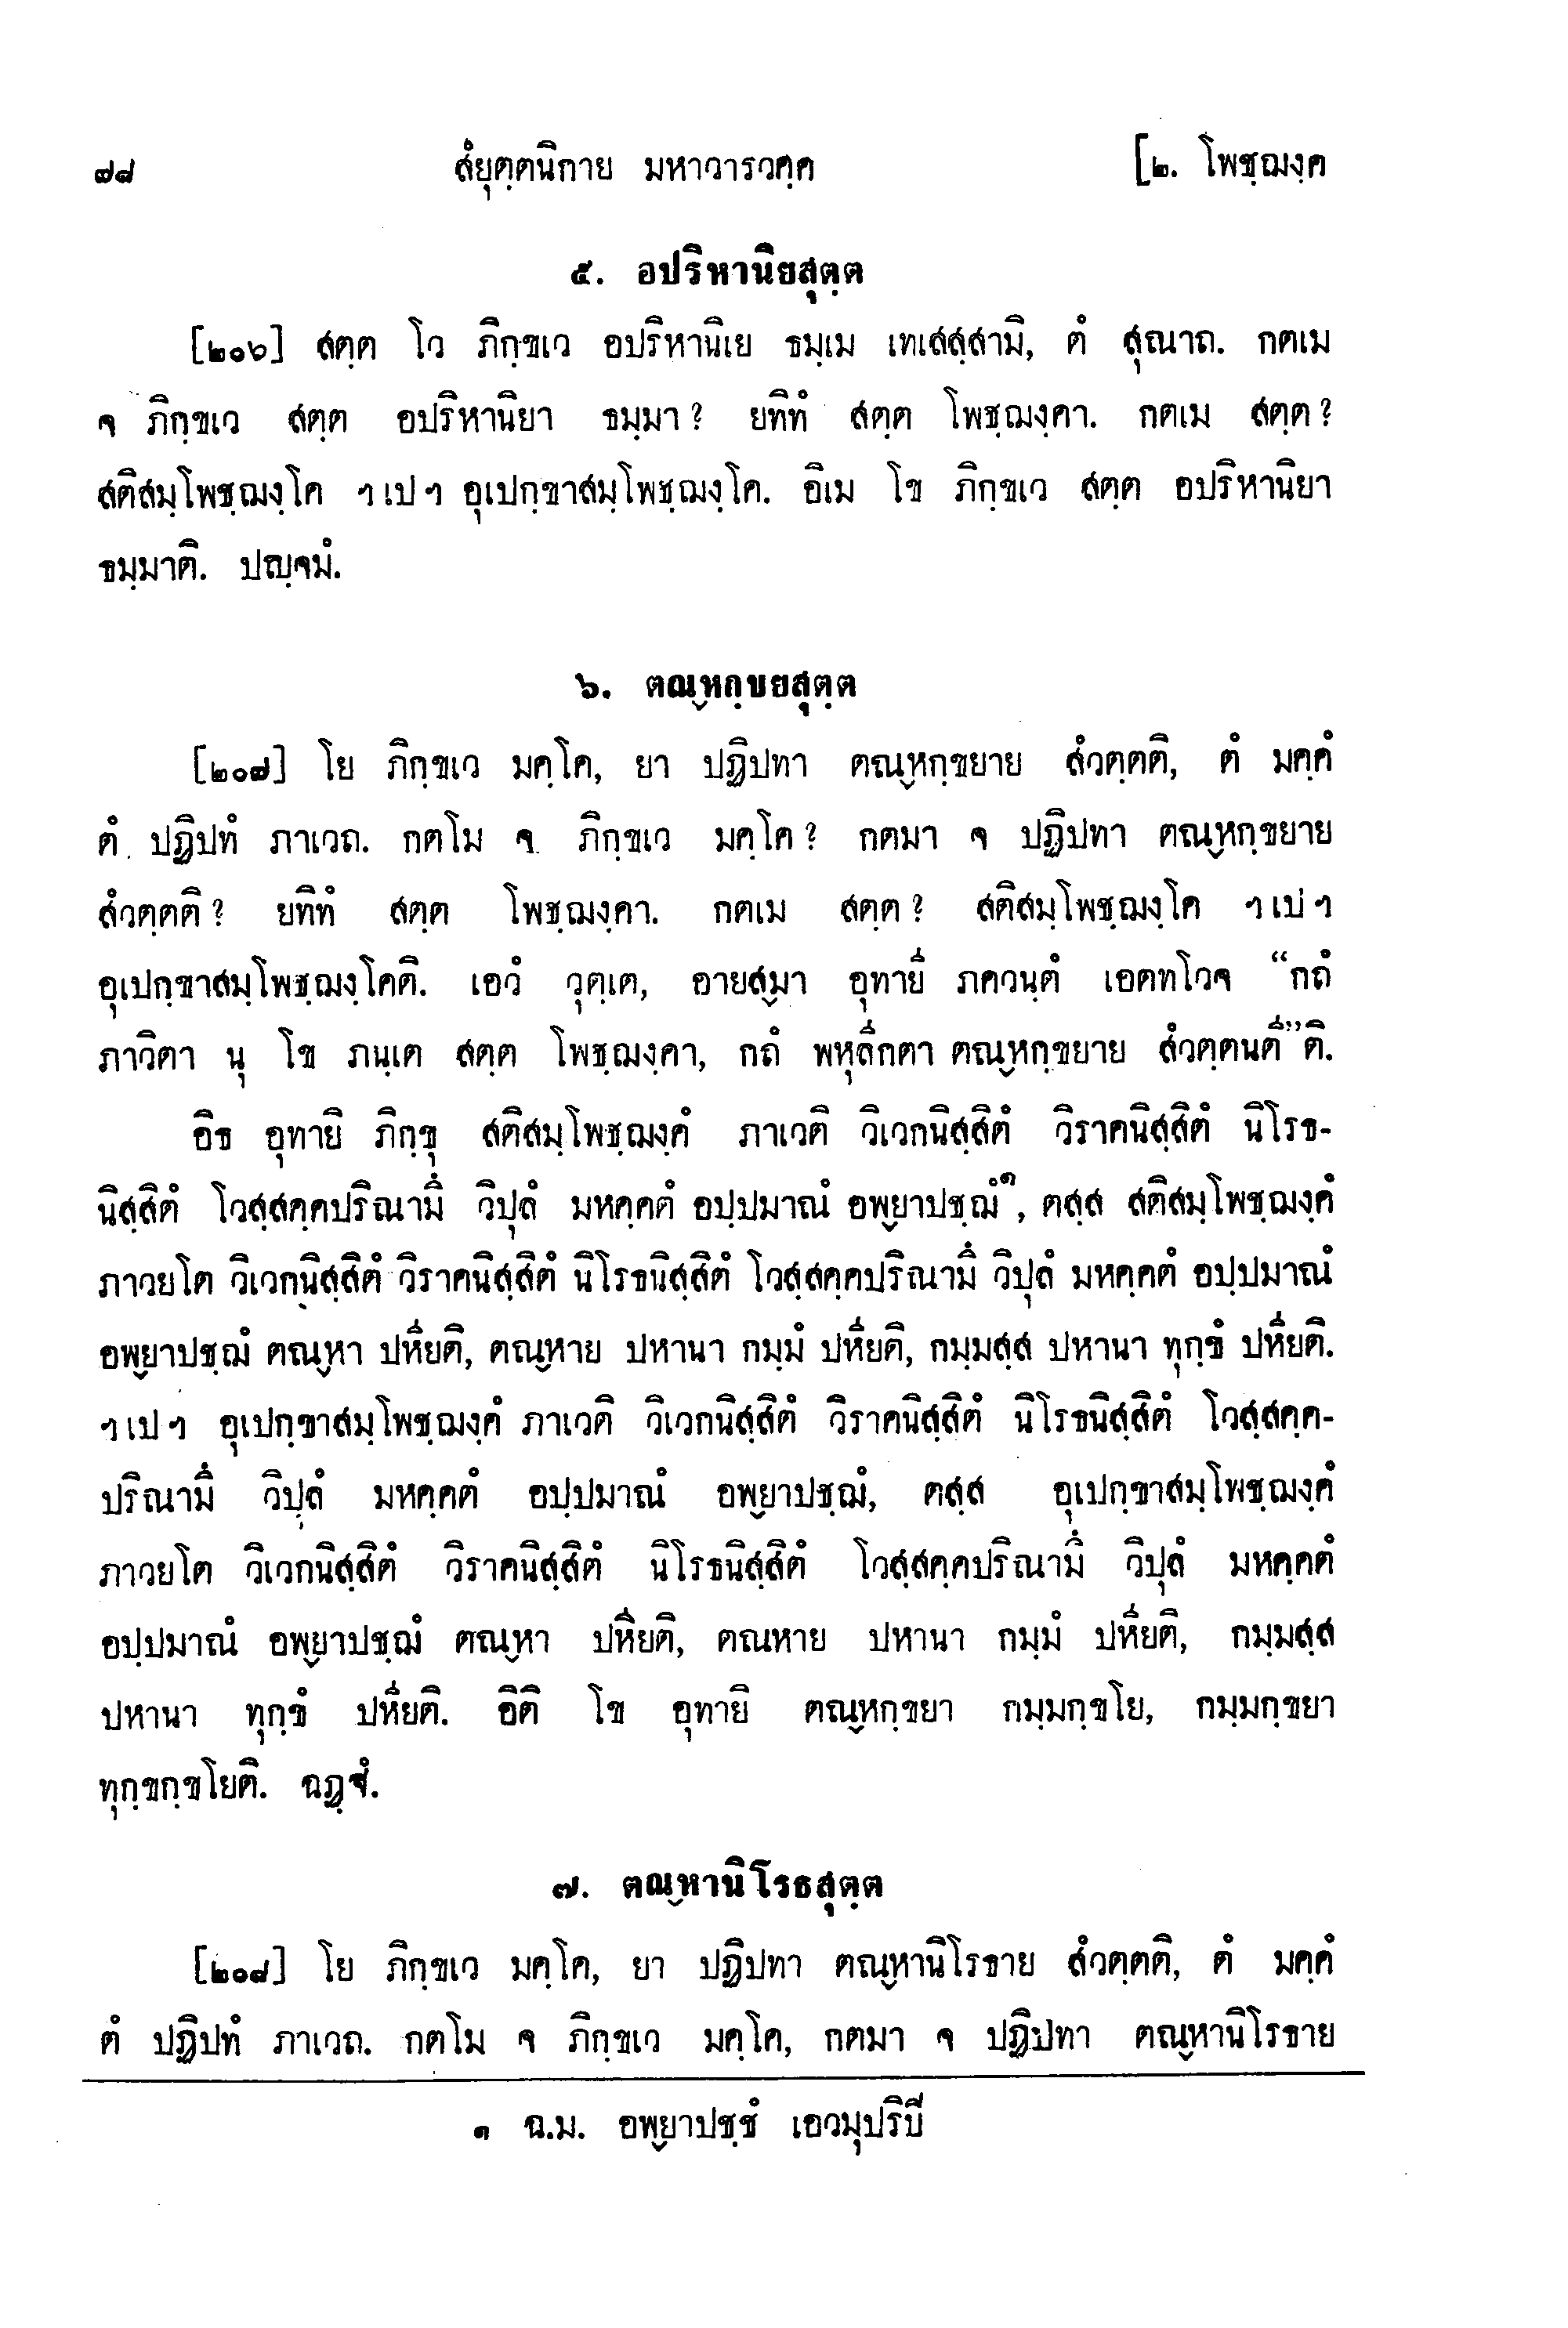 ๗๘ สํยุตฺตนิกาย มหาวารวคฺค [๒. โพชฺฌงฺค
๕. อปริหานิยสุตฺต
[๒๐๖] สตฺต โว ภิกฺขเว อปริหานิเย ธมฺเม เทเสสฺสามิ, ตํ สุณาถ. กตเม
จ ภิกฺขเว สตฺต อปริหานิยา ธมฺมา? ยทิทํ สตฺต โพชฺฌงฺคา. กตเม สตฺต?
สติสมฺโพชฺฌงฺโค ฯเปฯ อุเปกฺขาสมฺโพชฺฌงฺโค. อิเม โข ภิกฺขเว สตฺต อปริหานิยา
ธมฺมาติ. ปญฺจมํ.
๖. ตณฺหกฺขยสุตฺต
[๒๐๗] โย ภิกฺขเว มคฺโค, ยา ปฏิปทา ตณฺหกฺขยาย สํวตฺตติ, ตํ มคฺคํ
ตํ ปฏิปทํ ภาเวถ. กตโม จ ภิกฺขเว มคฺโค? กตมา จ ปฏิปทา ตณฺหกฺขยาย
สํวตฺตติ? ยทิทํ สตฺต โพชฺฌงฺคา. กตเม สตฺต? สติสมฺโพชฺฌงฺโค ฯเปฯ
อุเปกฺขาสมฺโพชฺฌงฺโคติ. เอวํ วุตฺเต, อายสฺมา อุทายี ภควนฺตํ เอตทโวจ “กถํ
ภาวิตา นุ โข ภนฺเต สตฺต โพชฺฌงฺคา, กถํ พหุลีกตา ตณฺหกฺขยาย สํวตฺตนตี”ติ.
อิธ อุทายิ ภิกฺขุ สติสมฺโพชฺฌงฺคํ ภาเวติ วิเวกนิสฺสิตํ วิราคนิสฺสิตํ นิโรธ-
นิสฺสิตํ โวสฺสคฺคปริณามึ วิปุลํ มหคฺคตํ อปฺปมาณํ อพฺยาปชฺฌํ๑, ตสฺส สติสมฺโพชฺฌงฺคํ
ภาวยโต วิเวกนิสฺสิตํ วิราคนิสฺสิตํ นิโรธนิสฺสิตํ โวสฺสคฺคปริณามึ วิปุลํ มหคฺคตํ อปฺปมาณํ
อพฺยาปชฺฌํ ตณฺหา ปหียติ, ตณฺหาย ปหานา กมฺมํ ปหียติ, กมฺมสฺส ปหานา ทุกฺขํ ปหียติ.
ฯเปฯ อุเปกฺขาสมฺโพชฺฌงฺคํ ภาเวติ วิเวกนิสฺสิตํ วิราคนิสฺสิตํ นิโรธนิสฺสิตํ โวสฺสคฺค-
ปริณามึ วิปุลํ มหคฺคตํ อปฺปมาณํ อพฺยาปชฺฌํ, ตสฺส อุเปกฺขาสมฺโพชฺฌงฺคํ
ภาวยโต วิเวกนิสฺสิตํ วิราคนิสฺสิตํ นิโรธนิสฺสิตํ โวสฺสคฺคปริณามึ วิปุลํ มหคฺคตํ
อปฺปมาณํ อพฺยาปชฺฌํ ตณฺหา ปหียติ, ตณหาย ปหานา กมฺมํ ปหียติ, กมฺมสฺส
ปหานา ทุกฺขํ ปหียติ. อิติ โข อุทายิ ตณฺหกฺขยา กมฺมกฺขโย, กมฺมกฺขยา
ทุกฺขกฺขโยติ. ฉฏฺฐํ.
๗. ตณฺหานิโรธสุตฺต
[๒๐๘] โย ภิกฺขเว มคฺโค, ยา ปฏิปทา ตณฺหานิโรธาย สํวตฺตติ, ตํ มคฺคํ
ตํ ปฏิปทํ ภาเวถ. กตโม จ ภิกฺขเว มคฺโค, กตมา จ ปฏิปทา ตณฺหานิโรธาย
๑ ฉ.ม. อพฺยาปชฺชํ เอวมุปริปี